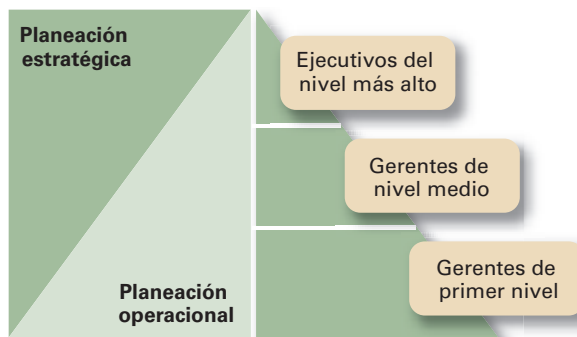 Planeación
estratégica
Ejecutivos del
nivel más alto
Gerentes de
nivel medio
Gerentes de
primer nivel
Planeación
operacional